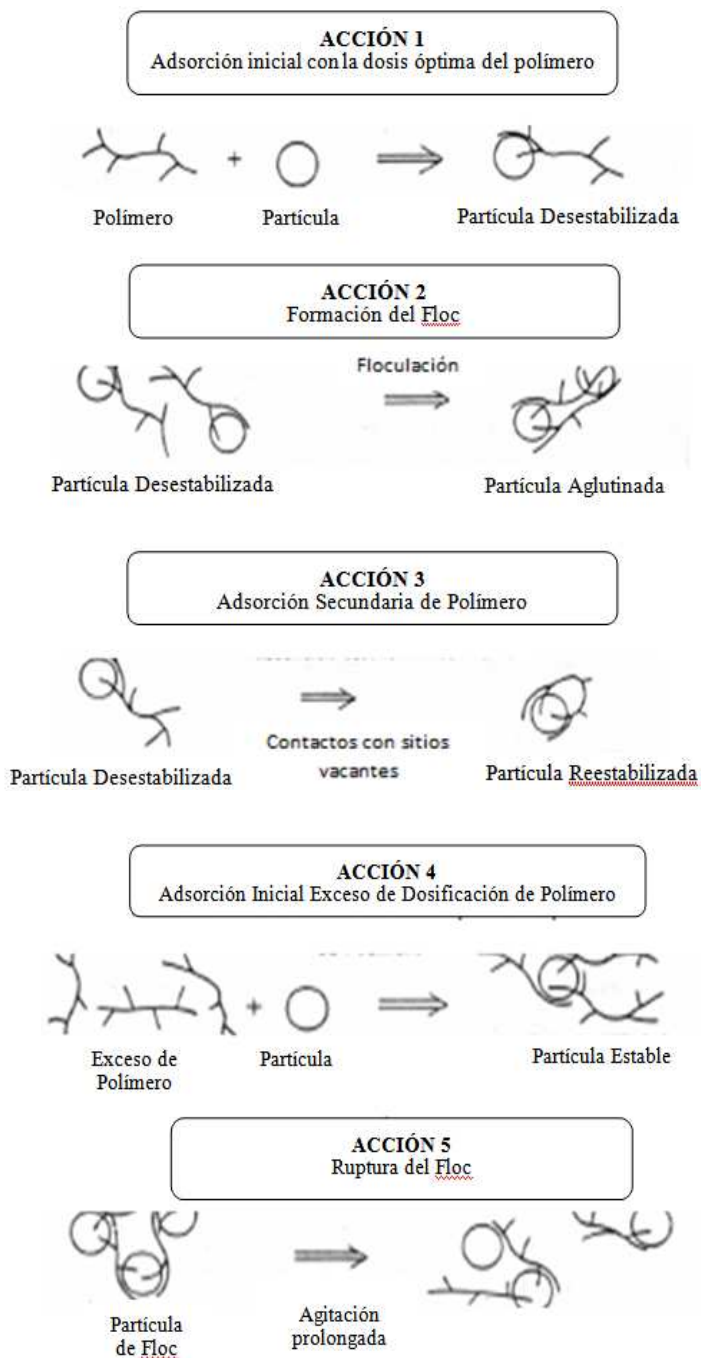 ACCIÓN 1
Adsorción inicial con la dosis óptima del polímero
Polímero
+
Partícula
Partícula Desestabilizada
ACCIÓN 2
Formación del Floc
Floculación
Partícula Desestabilizada
Partícula Aglutinada
ACCIÓN 3
Adsorción Secundaria de Polímero
Contactos con sitios
vacantes
Partícula Desestabilizada
Partícula Reestabilizada
ACCIÓN 4
Adsorción Inicial Exceso de Dosificación de Polímero
+
Exceso de
Polímero
Partícula
Partícula Estable
ACCIÓN 5
Ruptura del Floc
Partícula
de Floc
Agitación
prolongada